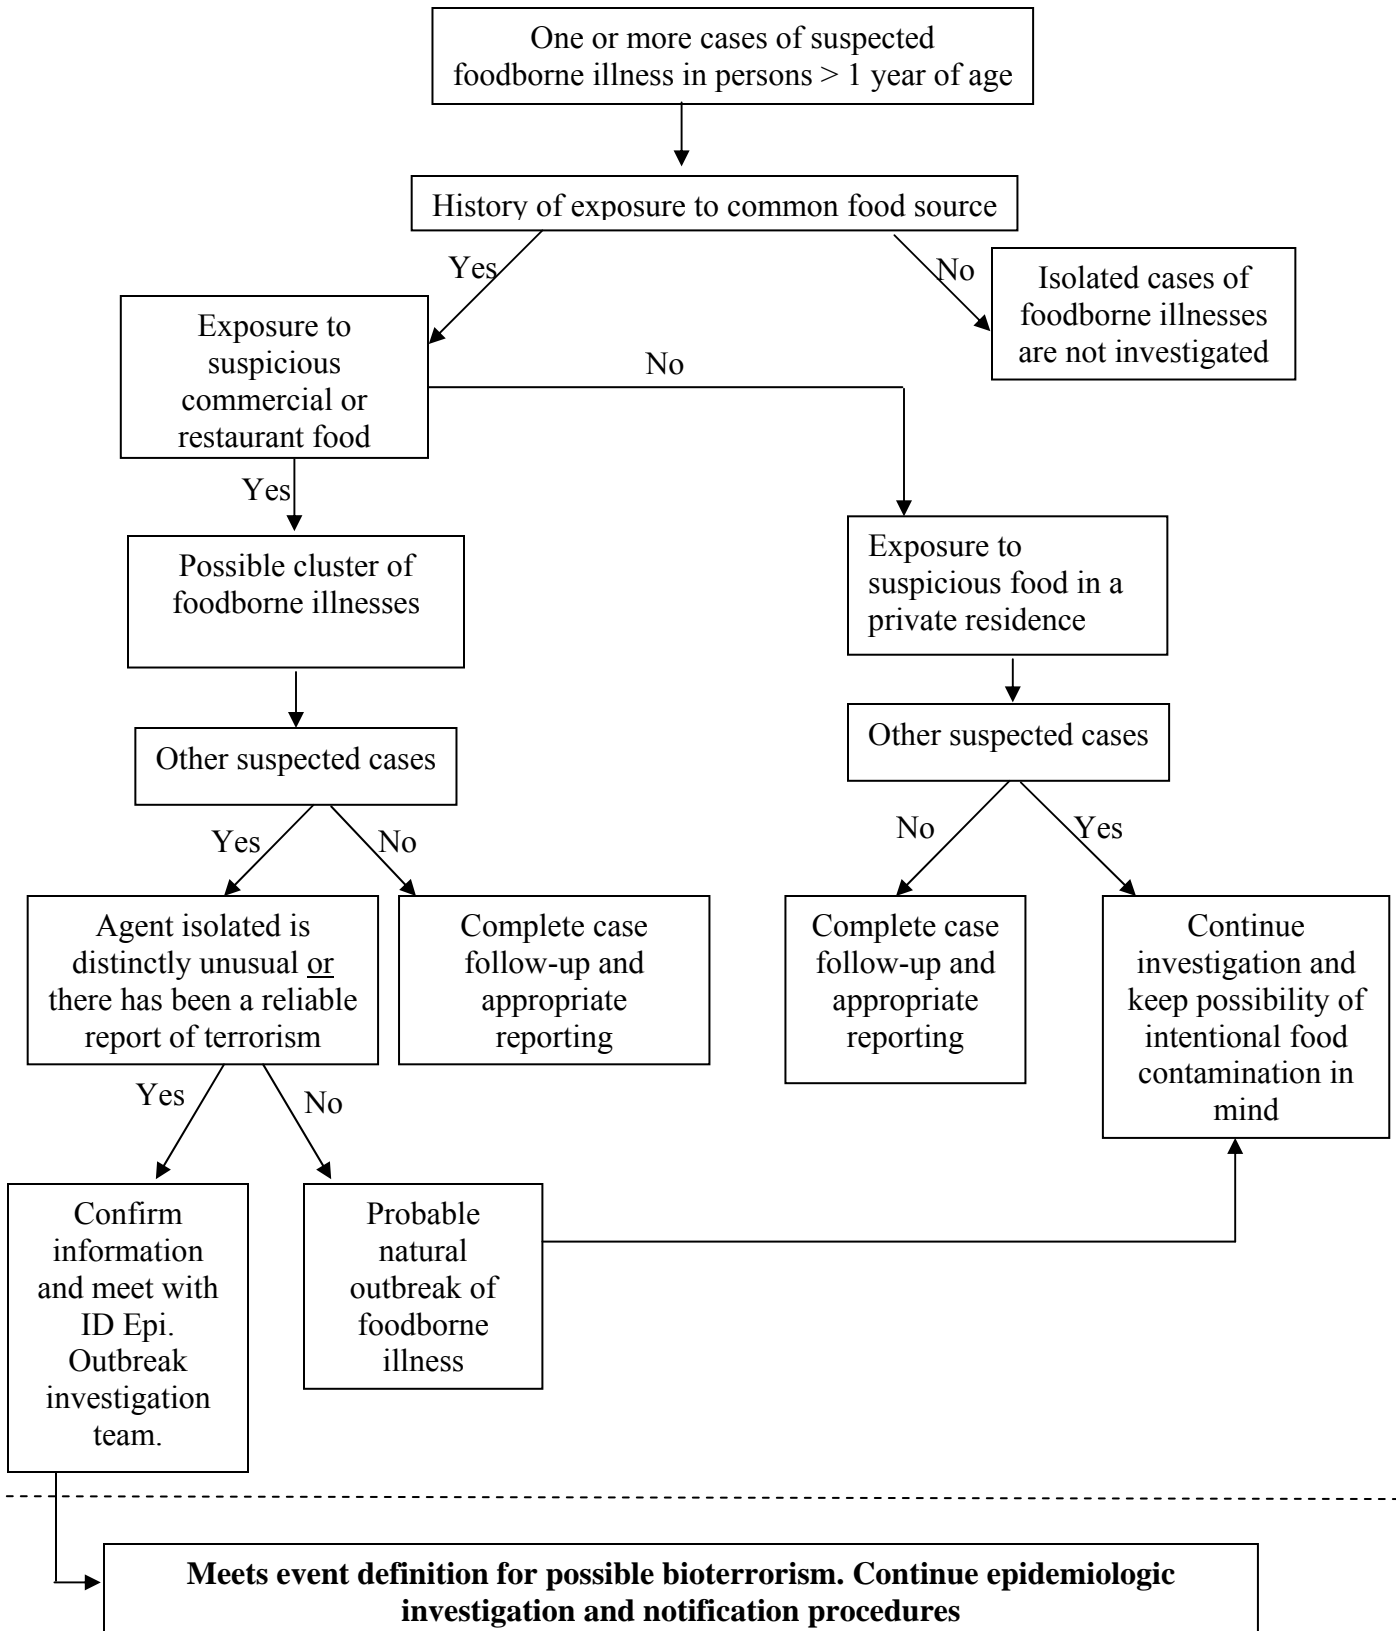 One or more cases of suspected
foodborne illness in persons > 1 year of age
History of exposure to common food source
Yes
No
Isolated cases of
foodborne illnesses
are not investigated
Exposure to
suspicious
commercial or
restaurant food
No
Yes
Possible cluster of
foodborne illnesses
Exposure to
suspicious food in a
private residence
Other suspected cases
Other suspected cases
Yes
No
No
Yes
Agent isolated is
distinctly unusual or
there has been a reliable
report of terrorism
Complete case
follow-up and
appropriate
reporting
Complete case
follow-up and
appropriate
reporting
Continue
investigation and
keep possibility of
intentional food
contamination in
mind
Yes
No
Confirm
information
and meet with
ID Epi.
Outbreak
investigation
team.
Probable
natural
outbreak of
foodborne
illness
Meets event definition for possible bioterrorism. Continue epidemiologic
investigation and notification procedures